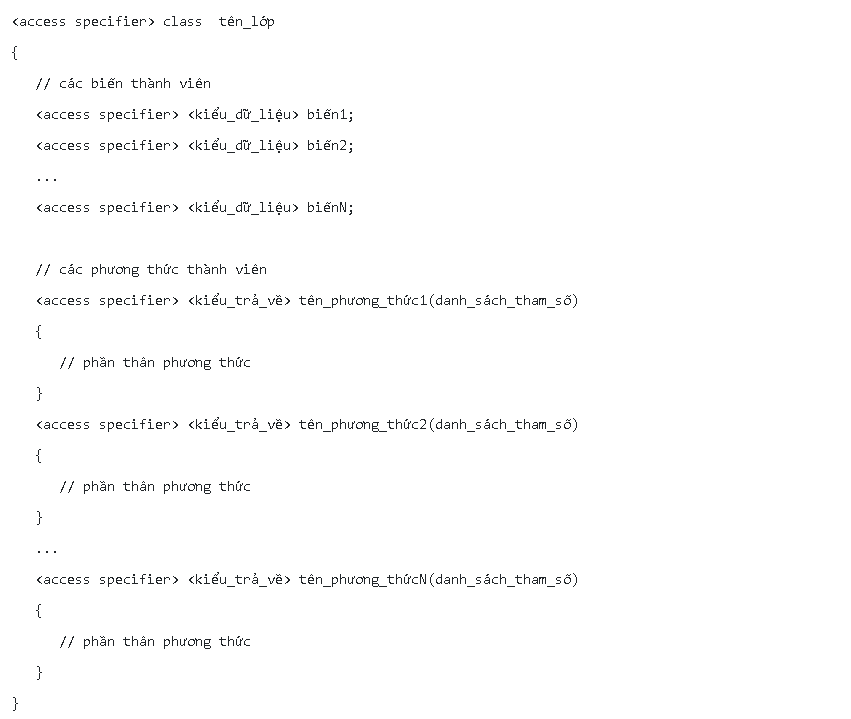 <access specifier> class  tên_lớp
{
   // các biến thành viên
   <access specifier> <kiểu_dữ_liệu> biến1;
   <access specifier> <kiểu_dữ_liệu> biến2;
   ...
   <access specifier> <kiểu_dữ_liệu> biếnN;
   // các phương thức thành viên
   <access specifier> <kiểu_trả_về> tên_phương_thức1(danh_sách_tham_số)
   {
      // phần thân phương thức
   }
   <access specifier> <kiểu_trả_về> tên_phương_thức2(danh_sách_tham_số)
   {
      // phần thân phương thức
   }
   ...
   <access specifier> <kiểu_trả_về> tên_phương_thứcN(danh_sách_tham_số)
   {
      // phần thân phương thức
   }
}